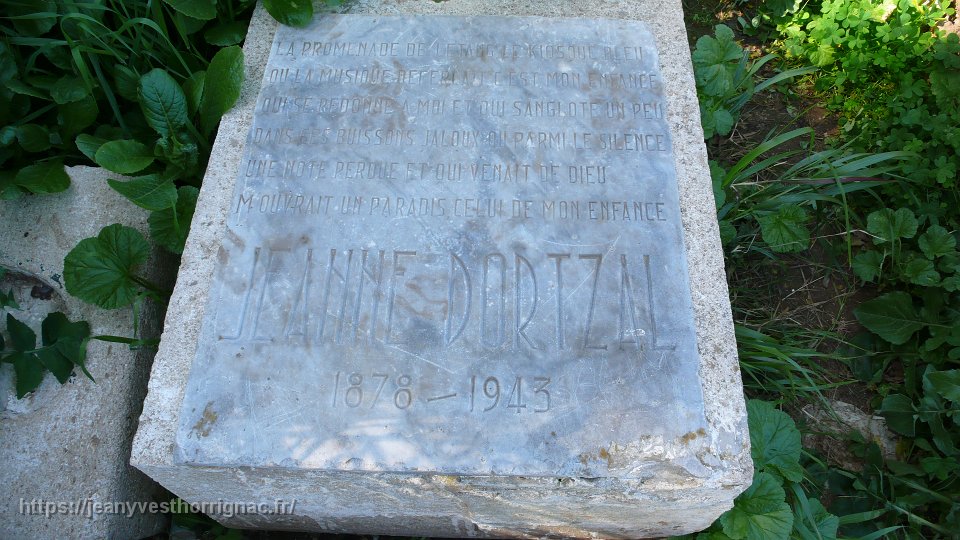 LA PROMENADE DE L'ETANG LE KIOSQUE BLEU
OU LA MUSIQUE DEFERLAIT C'EST MON ENFANCE
QUI SE REDONNE A MOI ET QUI SANGLOTE UN PEU
DANS SES BUISSONS JALOUX OU PARMI LE SILENCE
UNE NOTE PERDUE ET QUI VENAIT DE DIEU
M'OUVRAIT UN PARADIS, CELUI DE MON ENFANCE
JEANNE DORTZAL
1878 — 1943
https://jeanyvesthorrignac.fr/